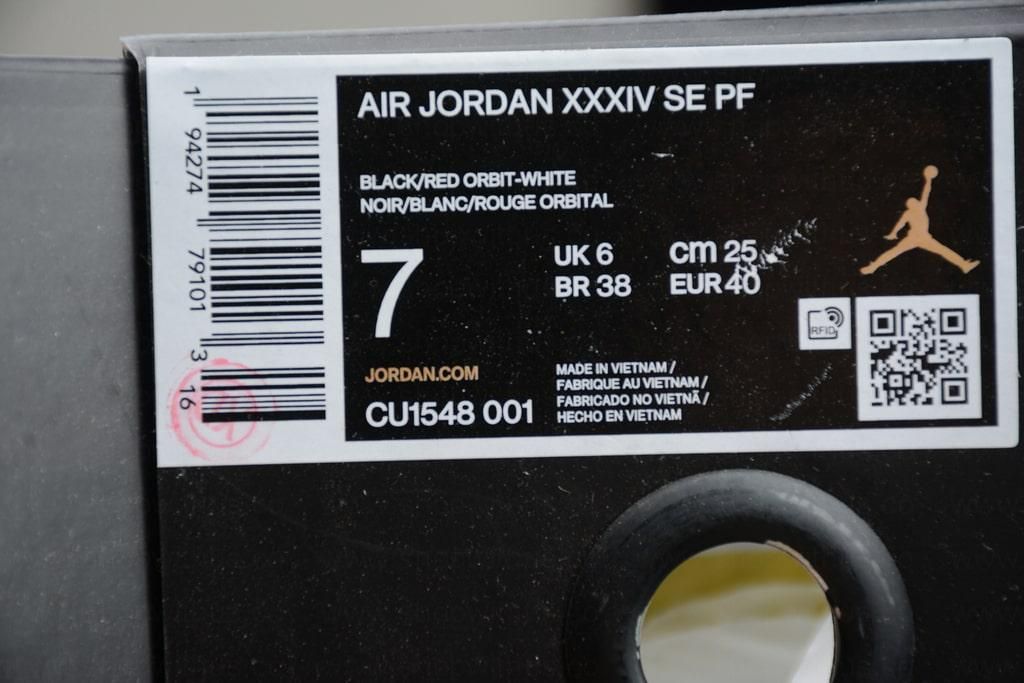 AIR JORDAN XXXIV SE PF
BLACK/RED ORBIT-WHITE
NOIR/BLANC/ROUGE ORBITAL
7
UK 6 cm 25
BR 38 EUR 40
RFID
JORDAN.COM
CU1548 001
MADE IN VIETNAM /
FABRIQUE AU VIETNAM /
FABRICADO NO VIETNÃ /
HECHO EN VIETNAM
1 94274 79101 3 16